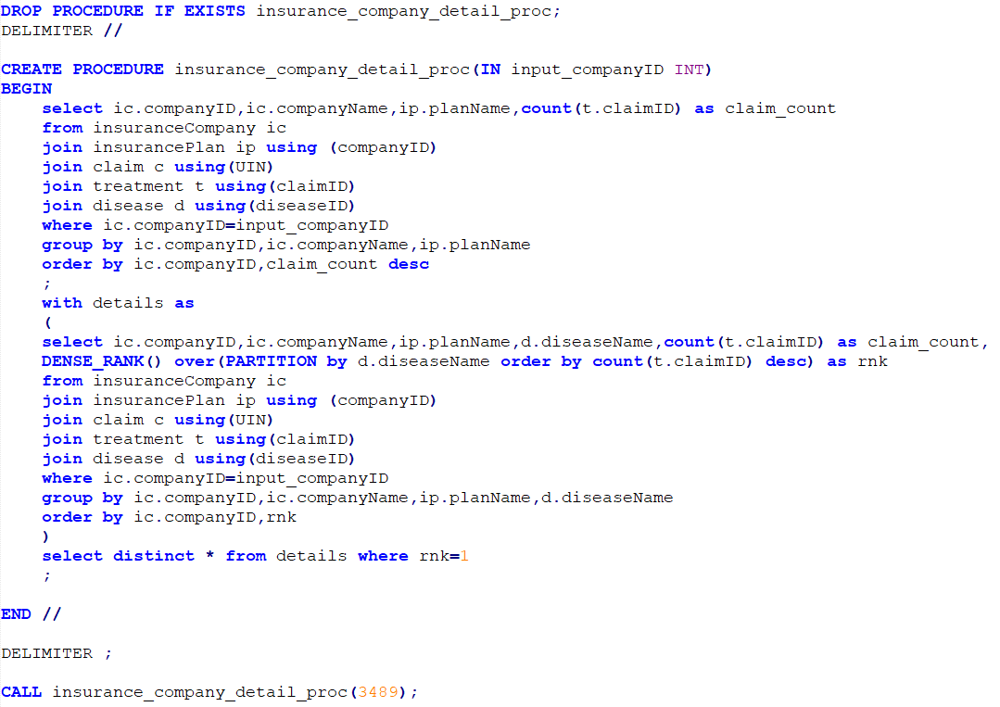 DROP PROCEDURE IF EXISTS insurance_company_detail_proc;
DELIMITER //

CREATE PROCEDURE insurance_company_detail_proc(IN input_companyID INT)
BEGIN
    select ic.companyID,ic.companyName,ip.planName,count(t.claimID) as claim_count
    from insuranceCompany ic
    join insurancePlan ip using (companyID)
    join claim c using(UIN)
    join treatment t using(claimID)
    join disease d using(diseaseID)
    where ic.companyID=input_companyID
    group by ic.companyID,ic.companyName,ip.planName
    order by ic.companyID,claim_count desc
    ;
    with details as
    (
    select ic.companyID,ic.companyName,ip.planName,d.diseaseName,count(t.claimID) as claim_count,
    DENSE_RANK() over(PARTITION by d.diseaseName order by count(t.claimID) desc) as rnk
    from insuranceCompany ic
    join insurancePlan ip using (companyID)
    join claim c using(UIN)
    join treatment t using(claimID)
    join disease d using(diseaseID)
    where ic.companyID=input_companyID
    group by ic.companyID,ic.companyName,ip.planName,d.diseaseName
    order by ic.companyID,rnk
    )
    select distinct * from details where rnk=1
    ;

END //

DELIMITER ;

CALL insurance_company_detail_proc(3489);